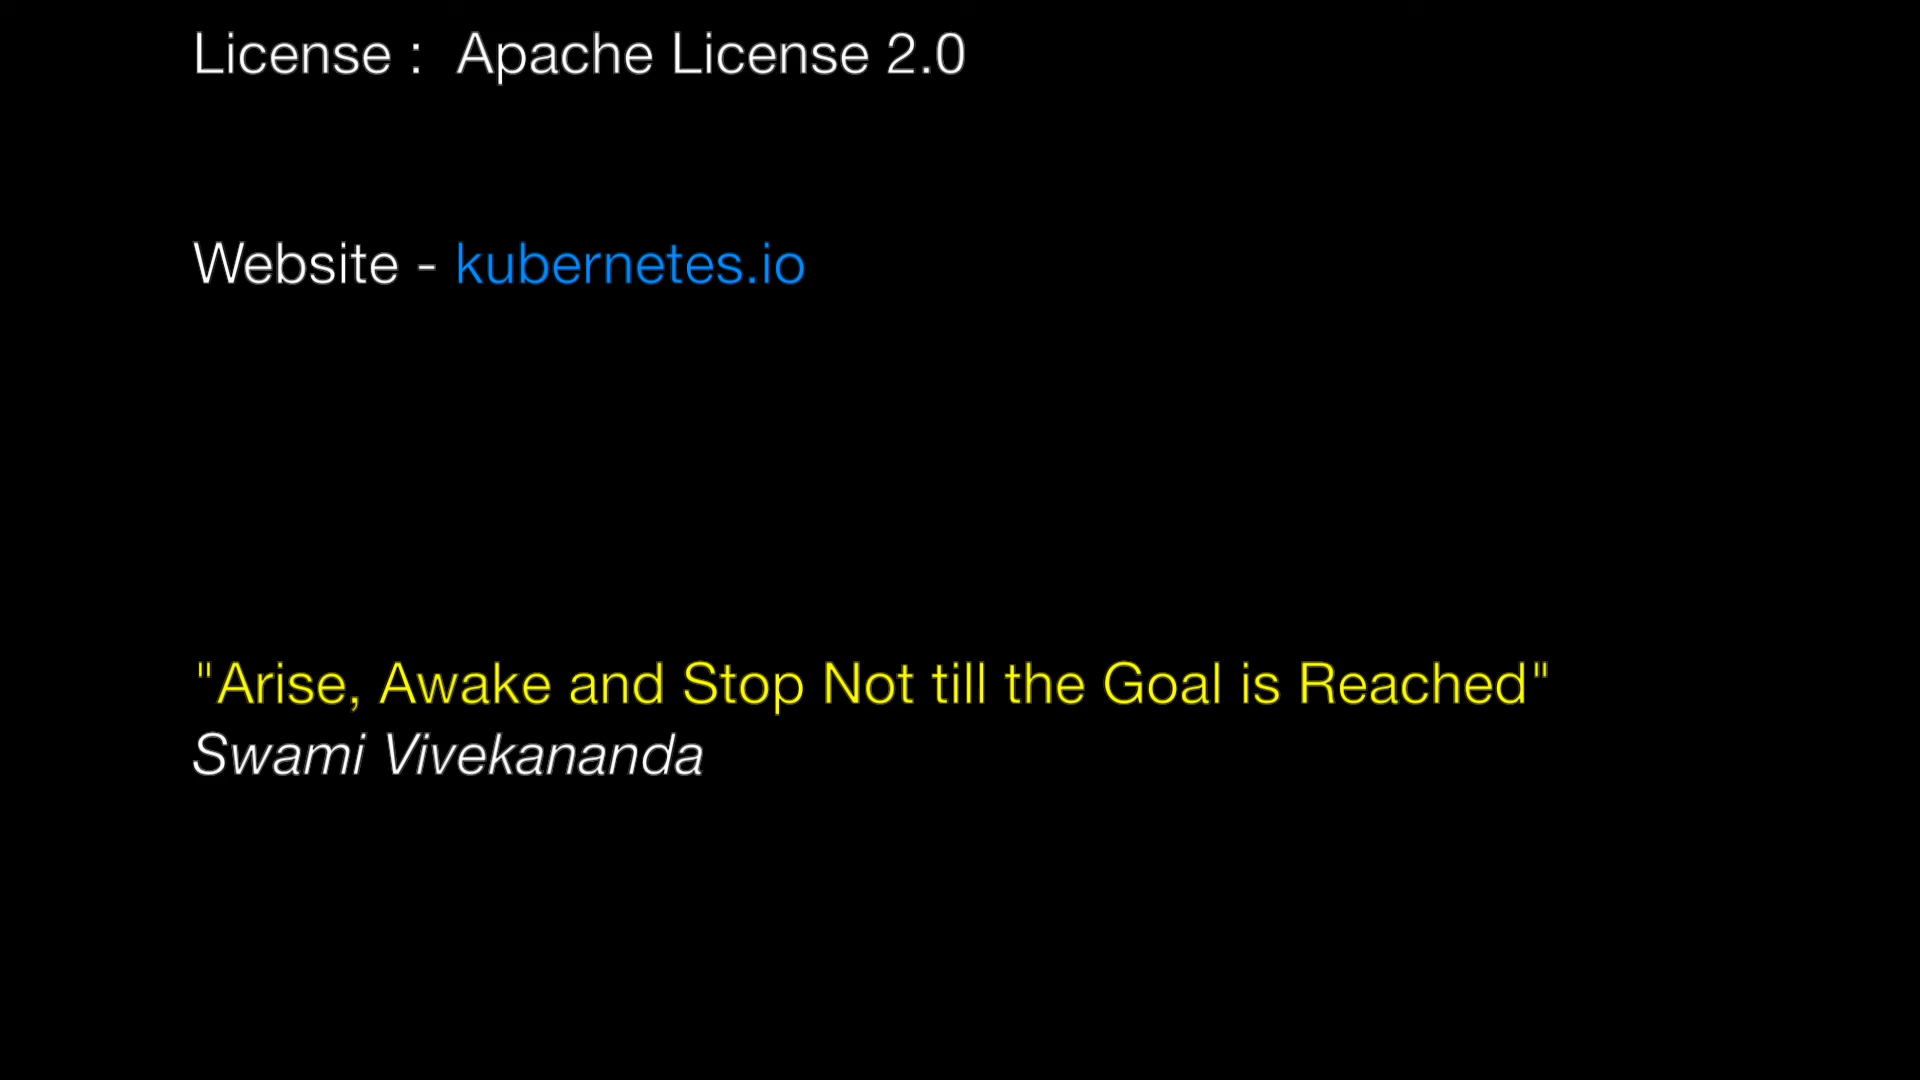 License :  Apache License 2.0
Website - kubernetes.io
"Arise, Awake and Stop Not till the Goal is Reached"
Swami Vivekananda